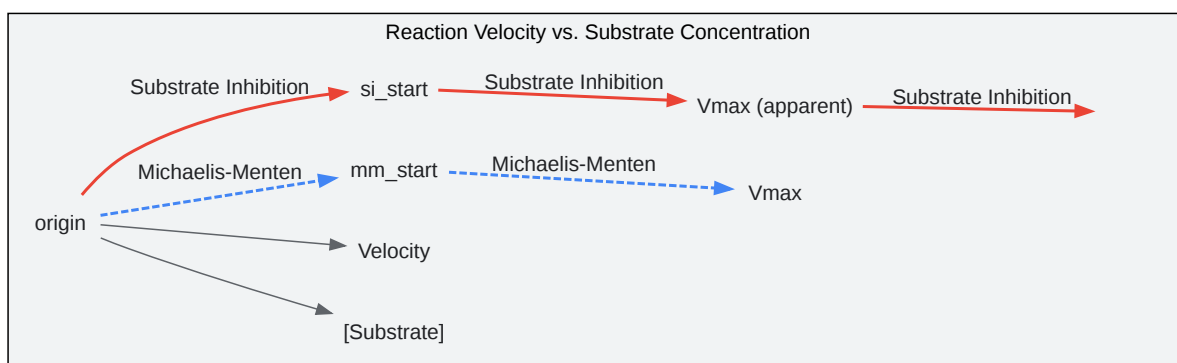 Reaction Velocity vs. Substrate Concentration
Substrate Inhibition
si_start
Substrate Inhibition
Vmax (apparent)
Substrate Inhibition
Michaelis-Menten
mm_start
Michaelis-Menten
Vmax
origin
Velocity
[Substrate]